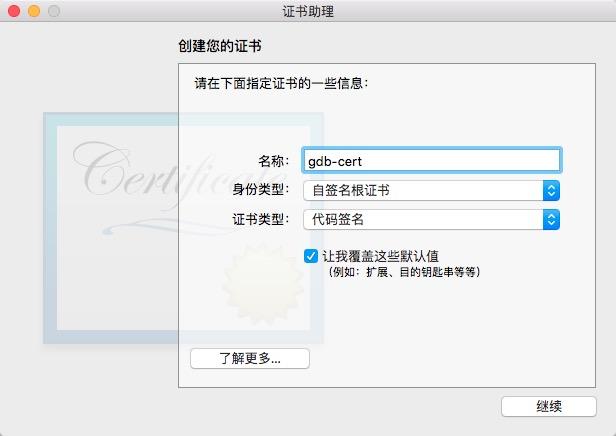 证书助理
创建您的证书
请在下面指定证书的一些信息：
Certificate
名称： gdb-cert
身份类型： 自签名根证书
证书类型： 代码签名
让我覆盖这些默认值
（例如：扩展、目的钥匙串等等）
了解更多...
继续